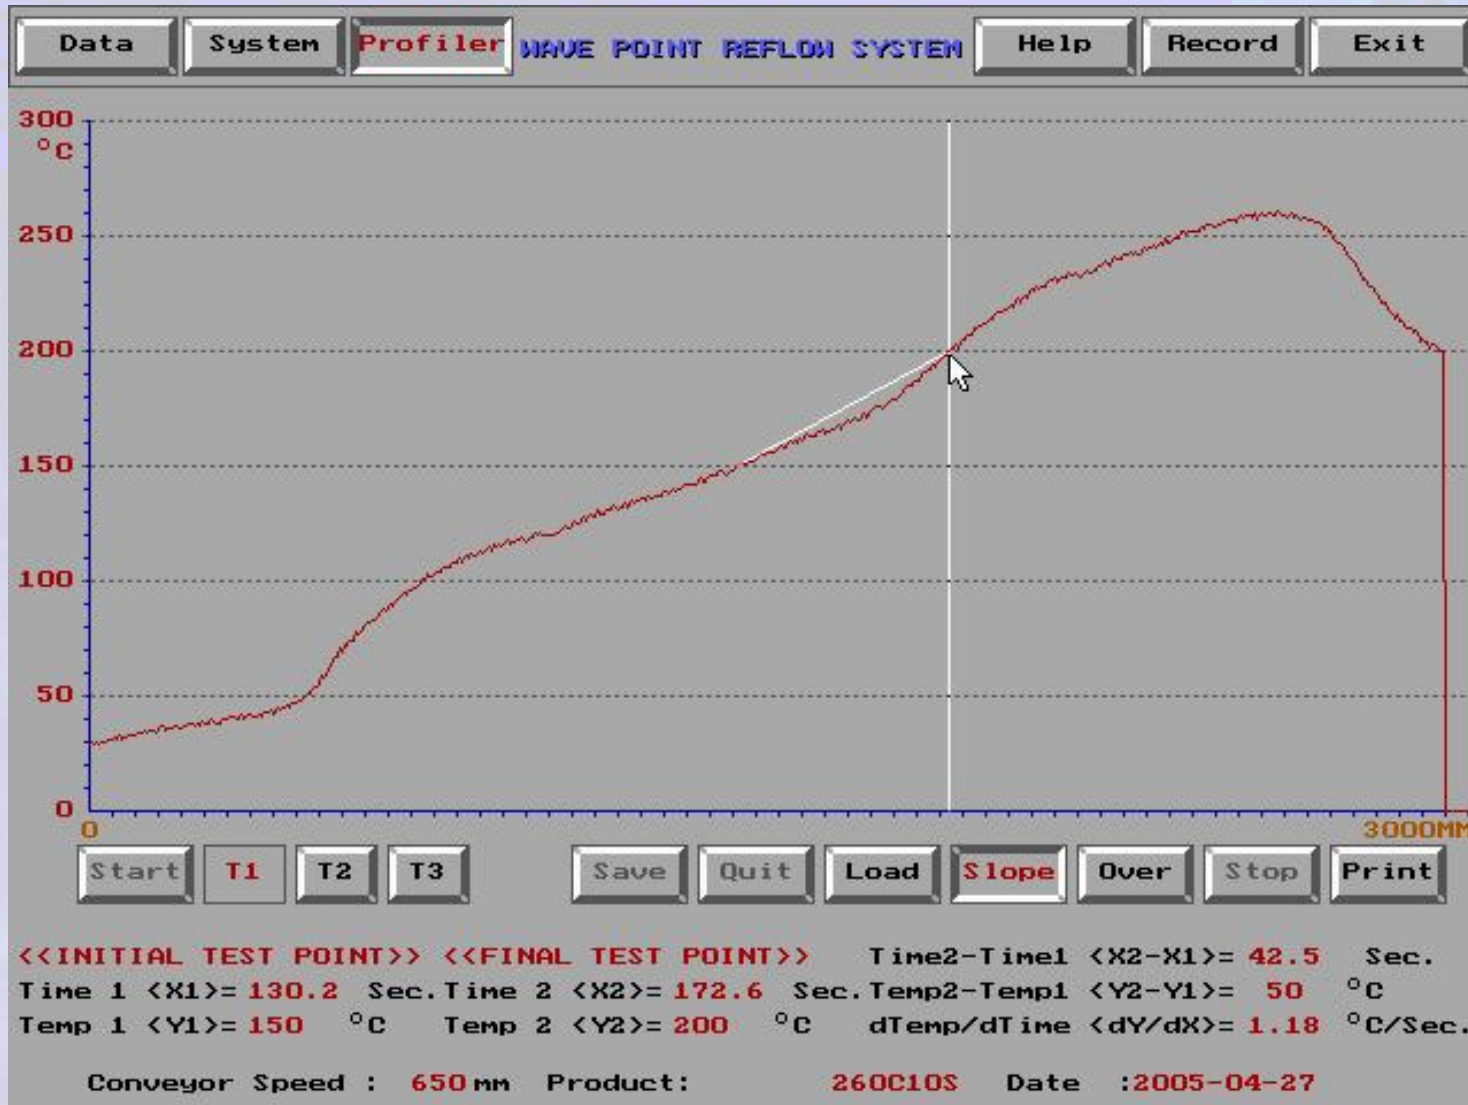 Data System Profiler WAVE POINT REFLOW SYSTEM Help Record Exit
300
°C
250
200
150
100
50
0
0 3000MM
Start T1 T2 T3 Save Quit Load Slope Over Stop Print
<<INITIAL TEST POINT>> <<FINAL TEST POINT>> Time2-Time1 <X2-X1>= 42.5 Sec.
Time 1 <X1>= 130.2 Sec. Time 2 <X2>= 172.6 Sec. Temp2-Temp1 <Y2-Y1>= 50 °C
Temp 1 <Y1>= 150 °C Temp 2 <Y2>= 200 °C dTemp/dTime <dY/dX>= 1.18 °C/Sec.
Conveyor Speed : 650 mm Product: 260C10S Date :2005-04-27